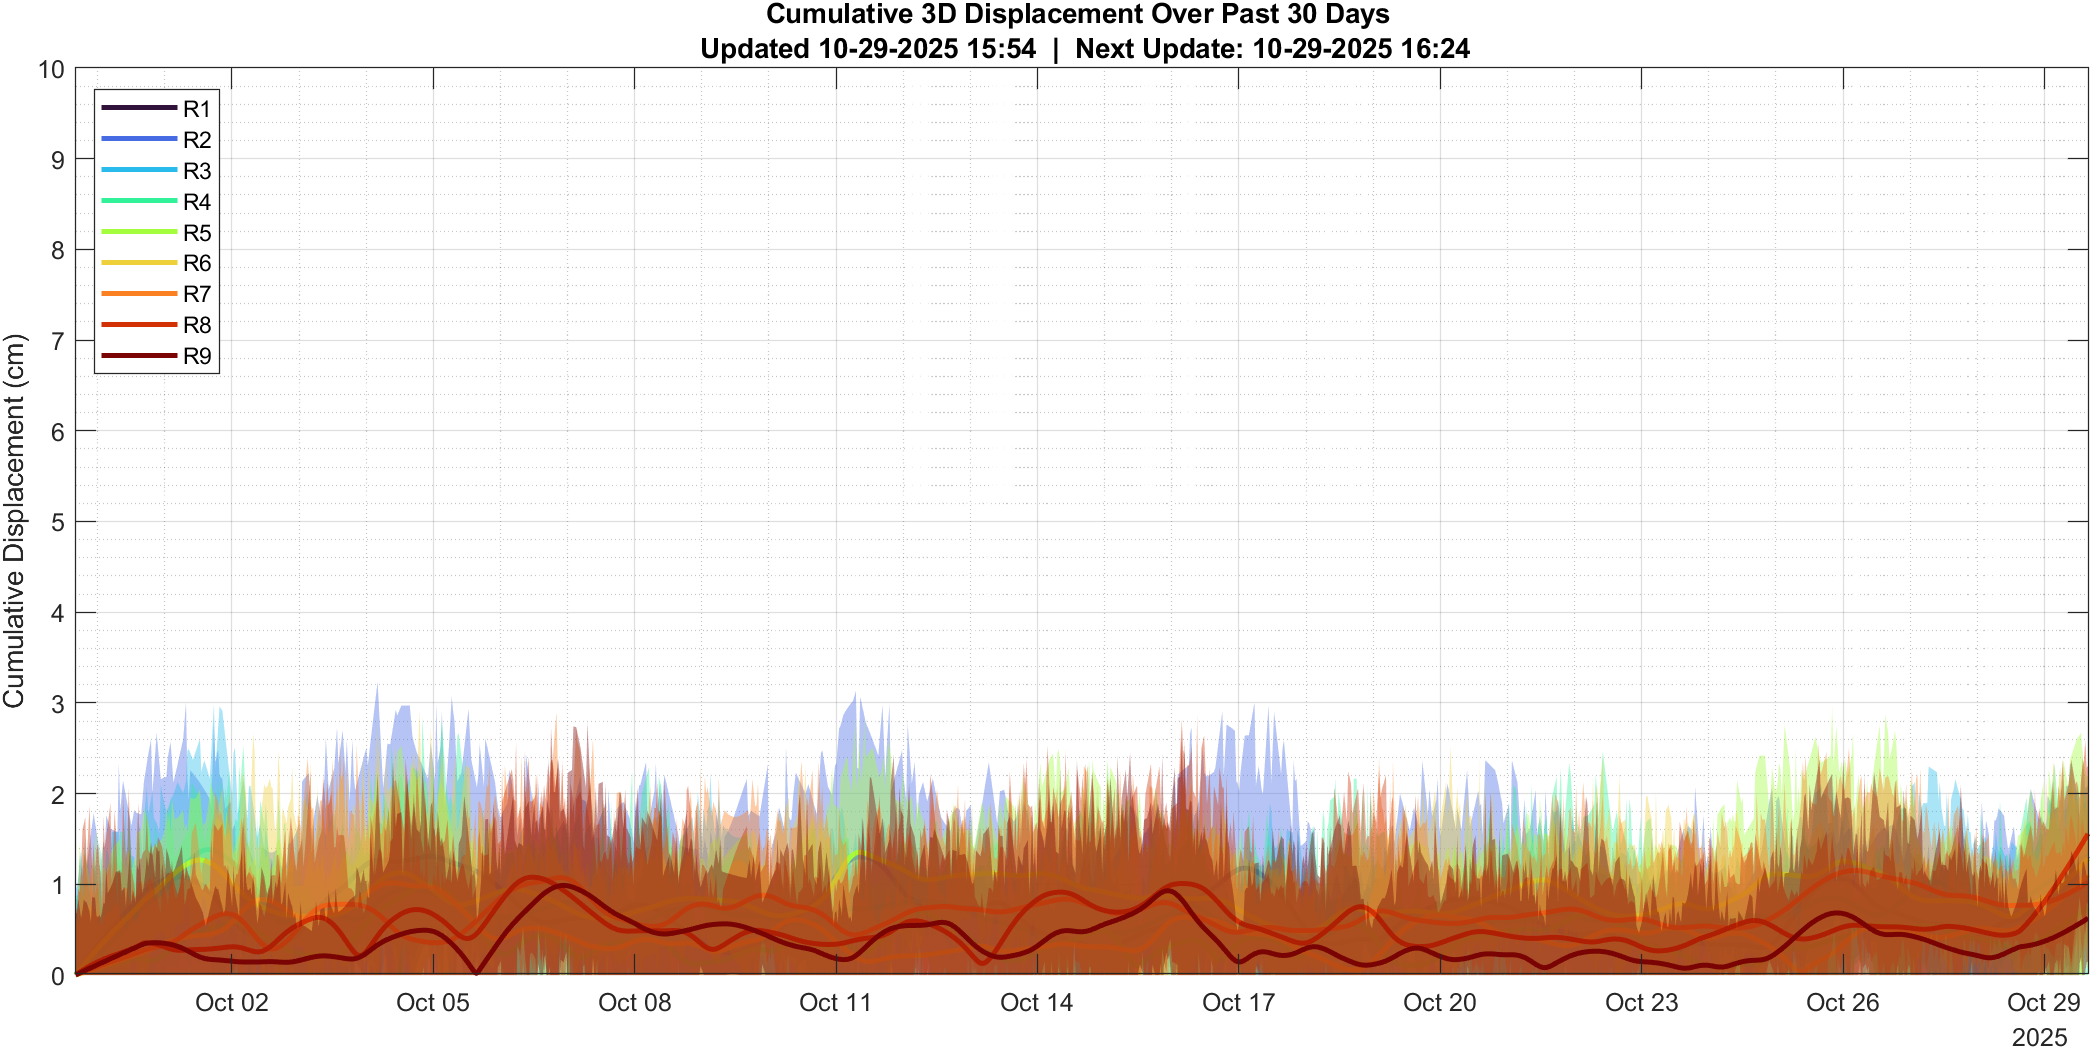 Cumulative 3D Displacement Over Past 30 Days
Updated 10-29-2025 15:54 | Next Update: 10-29-2025 16:24
Cumulative Displacement (cm)
10
9
8
7
6
5
4
3
2
1
0
R1
R2
R3
R4
R5
R6
R7
R8
R9
Oct 02 Oct 05 Oct 08 Oct 11 Oct 14 Oct 17 Oct 20 Oct 23 Oct 26 Oct 29
2025